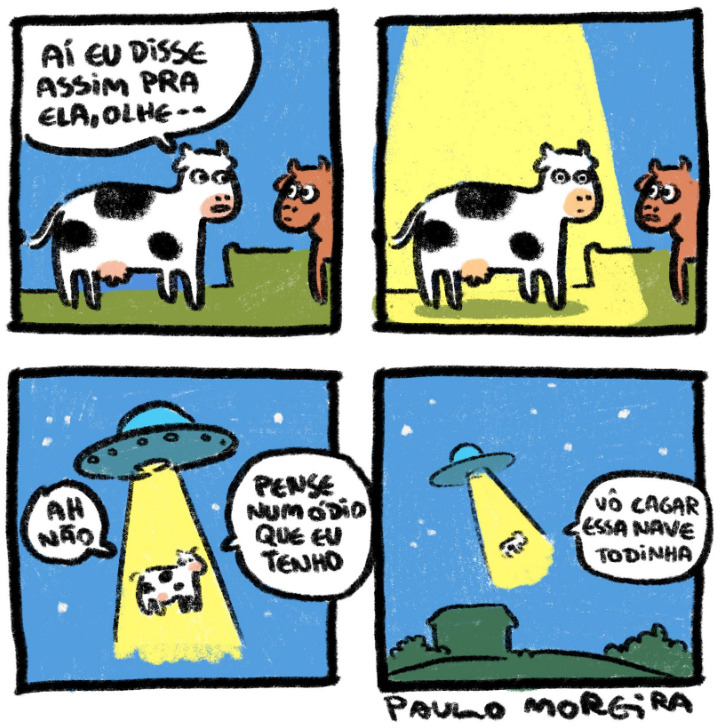 AÍ EU DISSE
ASSIM PRA
ELA, OLHE--
AH
NÃO
PENSE
NUM ÓDIO
QUE EU
TENHO
VÔ CAGAR
ESSA NAVE
TODINHA
PAULO MOREIRA